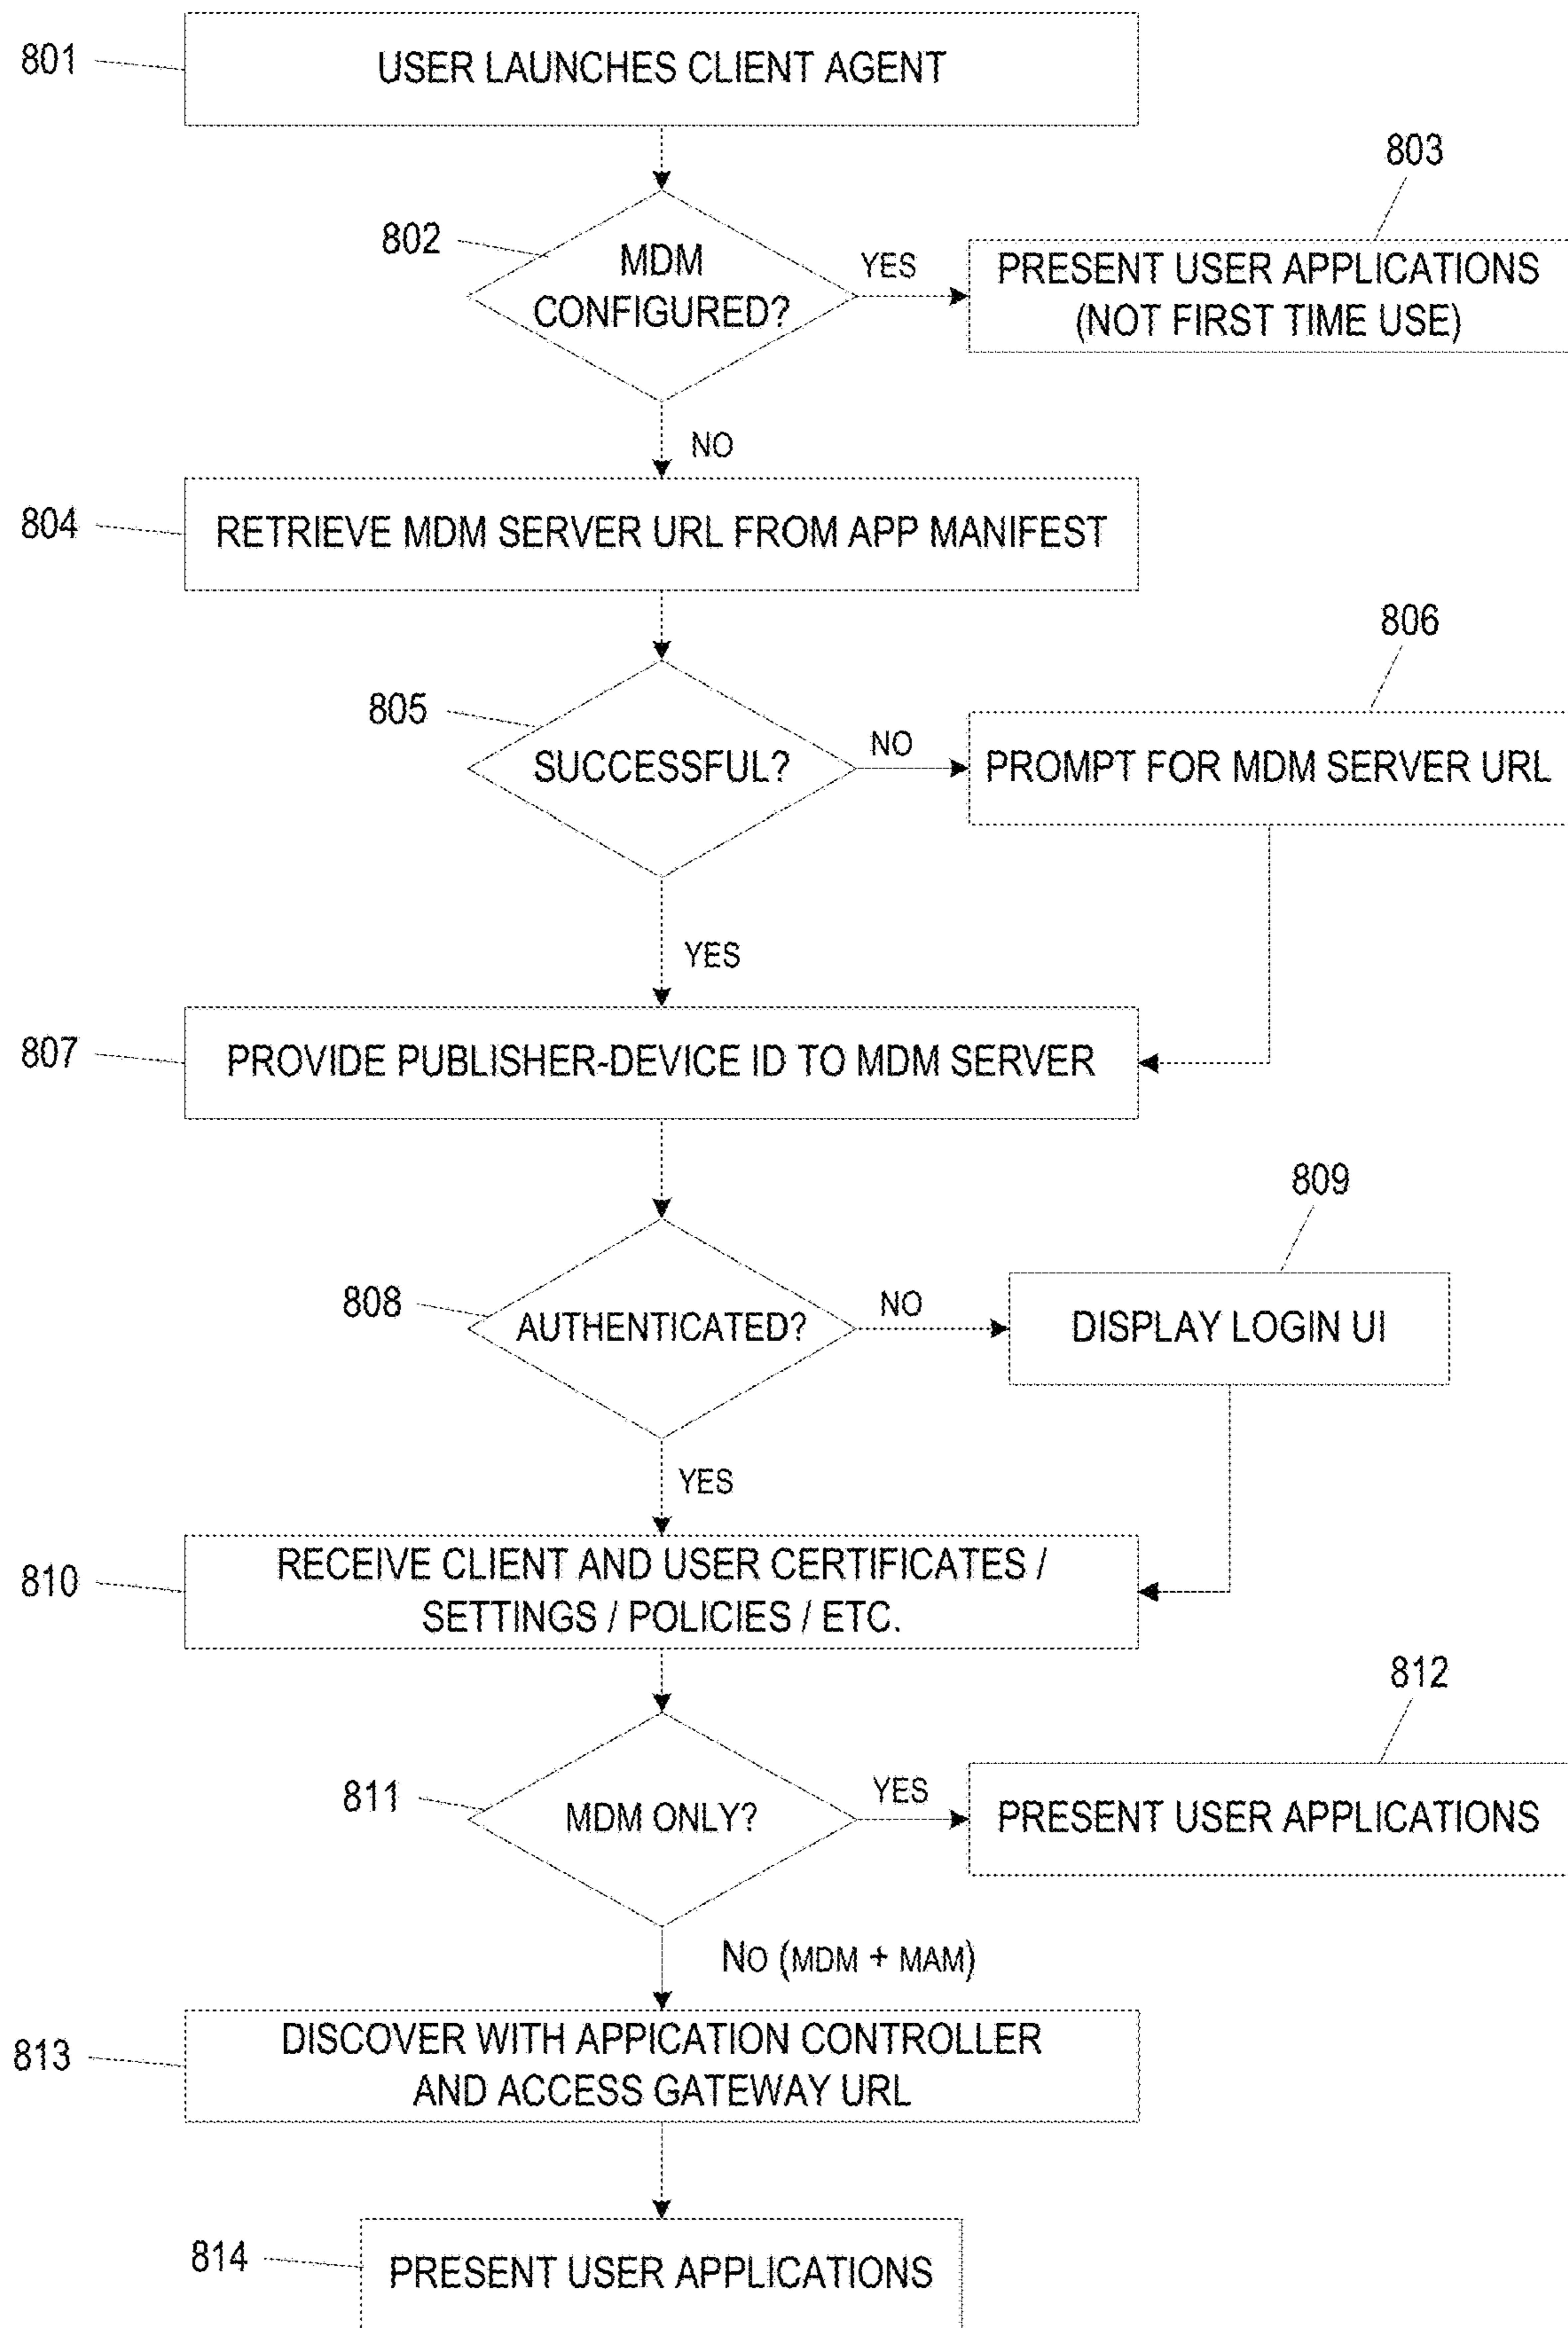 801
USER LAUNCHES CLIENT AGENT
803
802
MDM
CONFIGURED?
YES
PRESENT USER APPLICATIONS
(NOT FIRST TIME USE)
NO
804
RETRIEVE MDM SERVER URL FROM APP MANIFEST
806
805
SUCCESSFUL?
NO
PROMPT FOR MDM SERVER URL
YES
807
PROVIDE PUBLISHER-DEVICE ID TO MDM SERVER
809
808
AUTHENTICATED?
NO
DISPLAY LOGIN UI
YES
810
RECEIVE CLIENT AND USER CERTIFICATES /
SETTINGS / POLICIES / ETC.
812
811
MDM ONLY?
YES
PRESENT USER APPLICATIONS
NO (MDM + MAM)
813
DISCOVER WITH APPICATION CONTROLLER
AND ACCESS GATEWAY URL
814
PRESENT USER APPLICATIONS